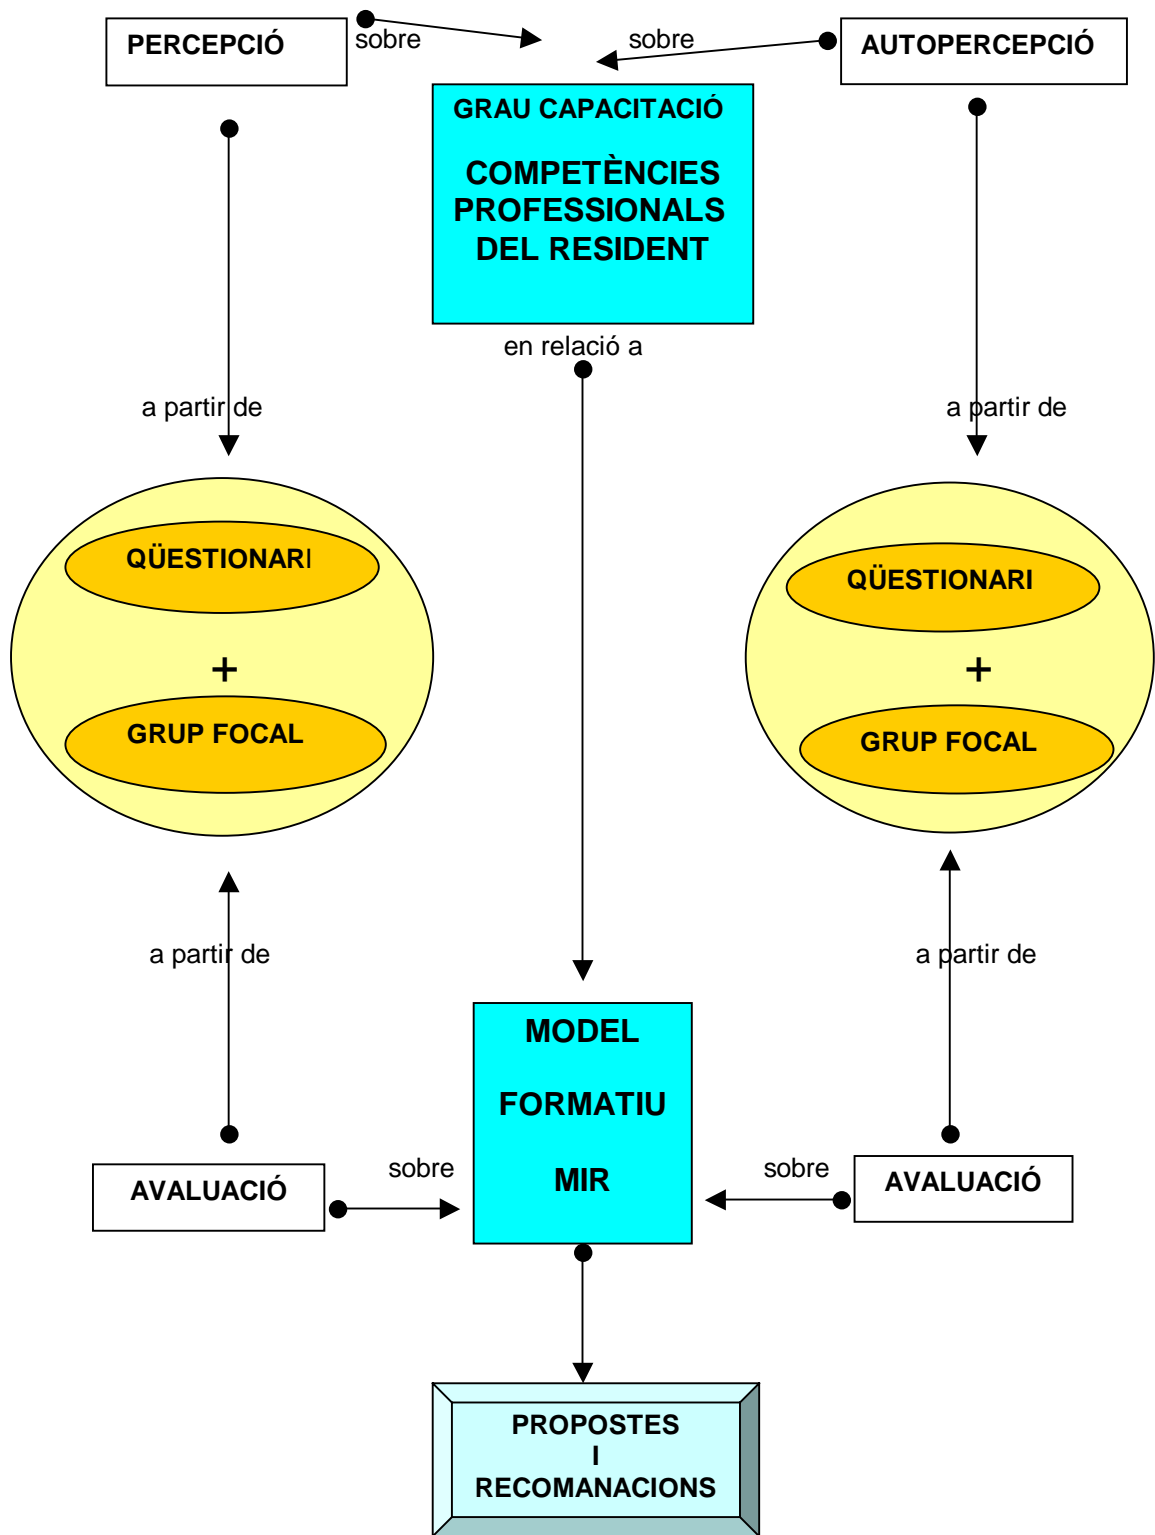 PERCEPCIÓ
sobre
sobre
AUTOPERCEPCIÓ
GRAU CAPACITACIÓ
COMPETÈNCIES
PROFESSIONALS
DEL RESIDENT
en relació a
a partir de
a partir de
QÜESTIONARI
+
GRUP FOCAL
QÜESTIONARI
+
GRUP FOCAL
a partir de
a partir de
MODEL
FORMATIU
MIR
AVALUACIÓ
sobre
sobre
AVALUACIÓ
PROPOSTES
I
RECOMANACIONS